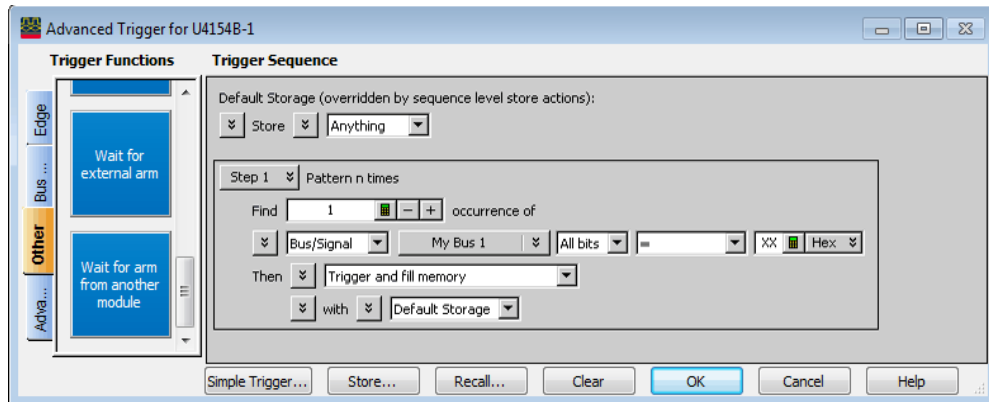 Advanced Trigger for U4154B-1
Trigger Functions
Trigger Sequence
Edge
Bus ...
Other
Adva...
Wait for
external arm
Wait for arm
from another
module
Default Storage (overridden by sequence level store actions):
Store Anything
Step 1 Pattern n times
Find 1 - + occurrence of
Bus/Signal My Bus 1 All bits = XX Hex
Then Trigger and fill memory
with Default Storage
Simple Trigger... Store... Recall... Clear OK Cancel Help